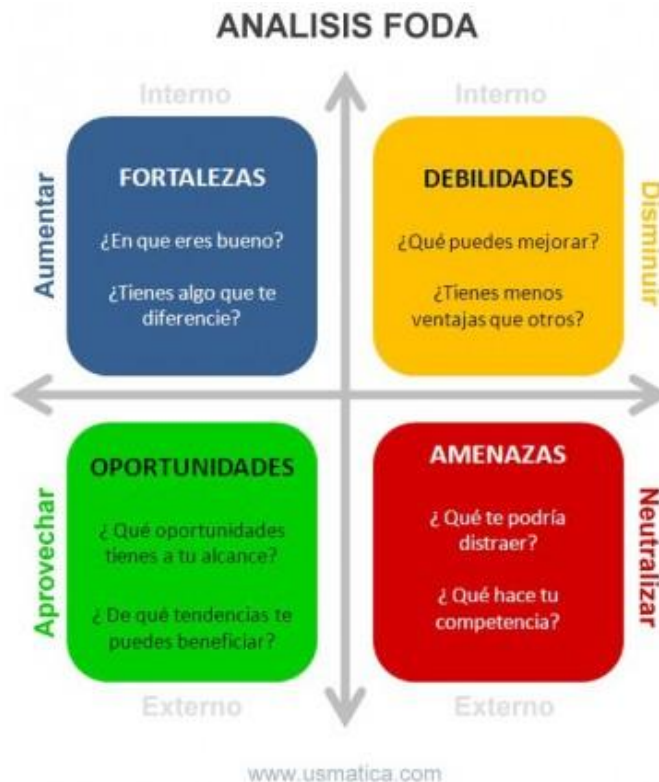 ANALISIS FODA
Interno
Interno
Aumentar
FORTALEZAS
¿En que eres bueno?
¿Tienes algo que te
diferencie?
DEBILIDADES
¿Qué puedes mejorar?
¿Tienes menos
ventajas que otros?
Disminuir
Aprovechar
OPORTUNIDADES
¿ Qué oportunidades
tienes a tu alcance?
¿ De qué tendencias te
puedes beneficiar?
AMENAZAS
¿ Qué te podría
distraer?
¿ Qué hace tu
competencia?
Neutralizar
Externo
Externo
www.usmatica.com